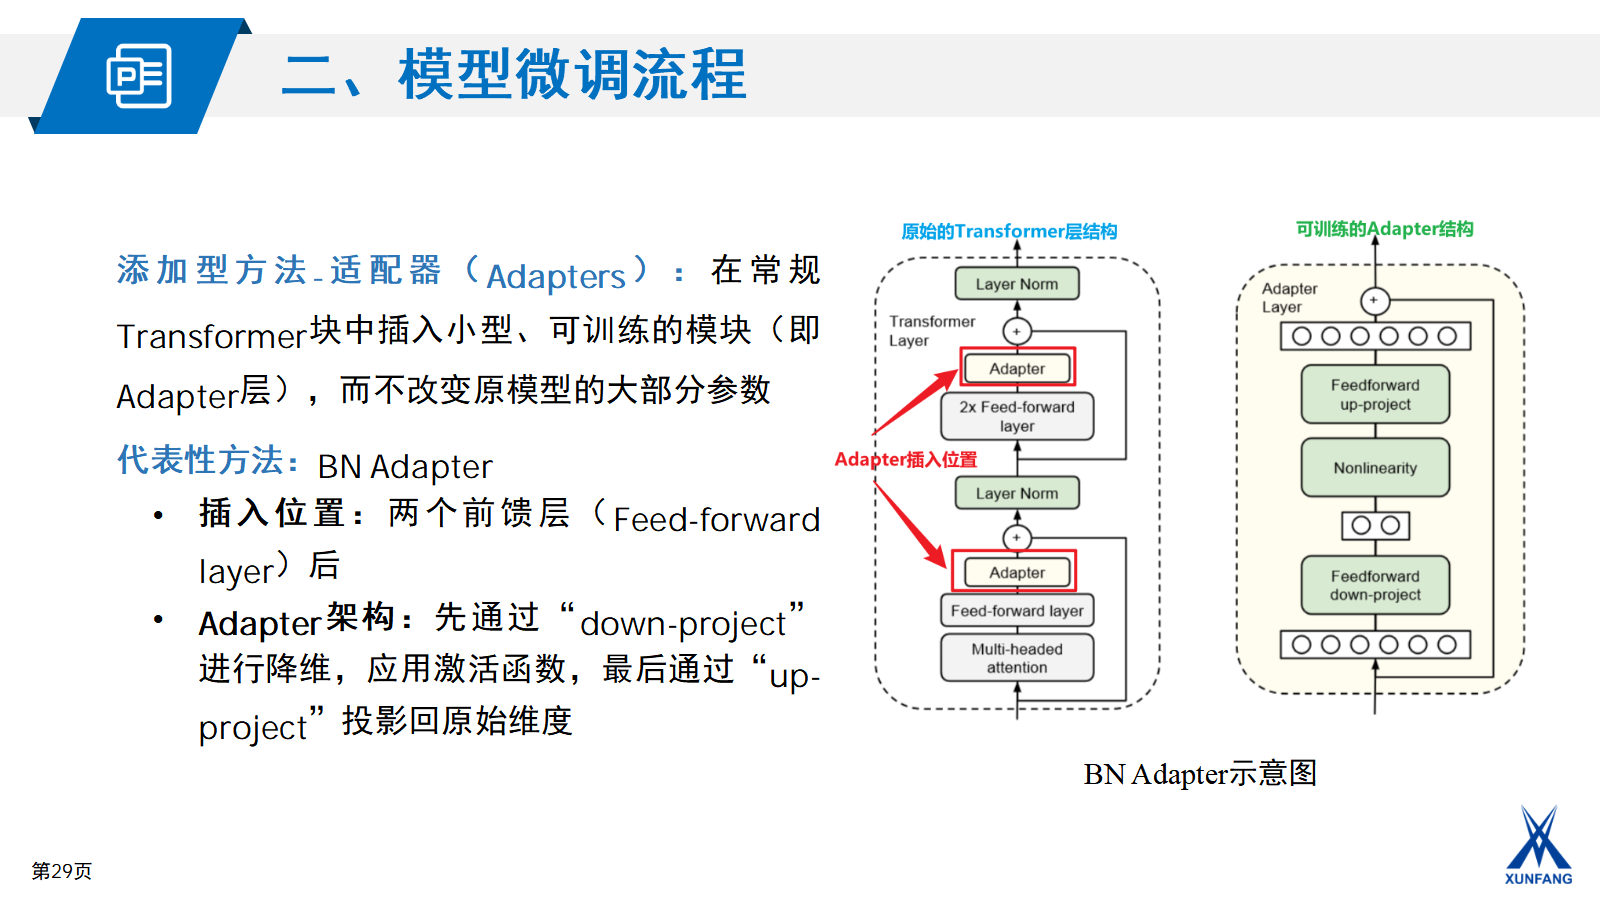 二、模型微调流程
添加型方法-适配器（Adapters）：在常规
Transformer块中插入小型、可训练的模块（即
Adapter层），而不改变原模型的大部分参数
代表性方法：BN Adapter
• 插入位置：两个前馈层（Feed-forward
layer）后
• Adapter架构：先通过“down-project”
进行降维，应用激活函数，最后通过“up-
project”投影回原始维度
原始的Transformer层结构
Layer Norm
Transformer
Layer
+
Adapter
2x Feed-forward
layer
Adapter插入位置
Layer Norm
+
Adapter
Feed-forward layer
Multi-headed
attention
可训练的Adapter结构
Adapter
Layer
+
Feedforward
up-project
Nonlinearity
Feedforward
down-project
BN Adapter示意图
第29页
XUNFANG